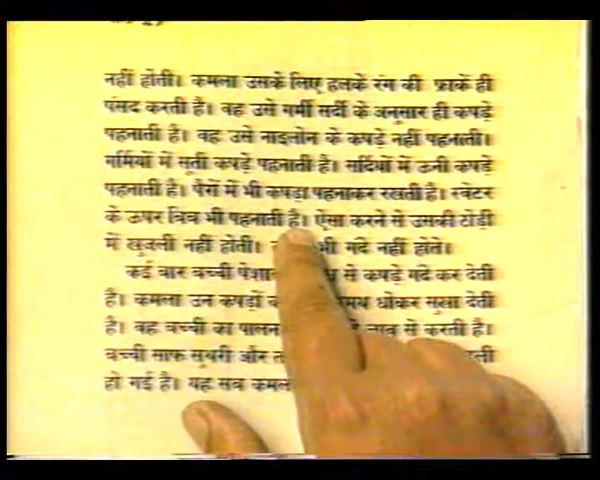 नहीं होती। कमला उसके लिए हलके रंग की फ्राकें ही
पसंद करती है। वह उसे गर्मी सर्दी के अनुसार ही कपड़े
पहनाती है। वह उसे नाइलोन के कपड़े नहीं पहनाती।
गर्मियों में सूती कपड़े पहनाती है। सर्दियों में ऊनी कपड़े
पहनाती है। पैरों में भी कपड़ा पहनाकर रखती है। स्वेटर
के ऊपर बिब भी पहनाती है। ऐसा करने से उसकी ठोड़ी
में खुजली नहीं होती। भी गंदे नहीं होते।
कई बार बच्ची से कपड़े गंदे कर देती
है। कमला उन कपड़ों धोकर सुखा देती
है। वह बच्ची का पालन से करती है।
बच्ची साफ सुथरी और
हो गई है। यह सब